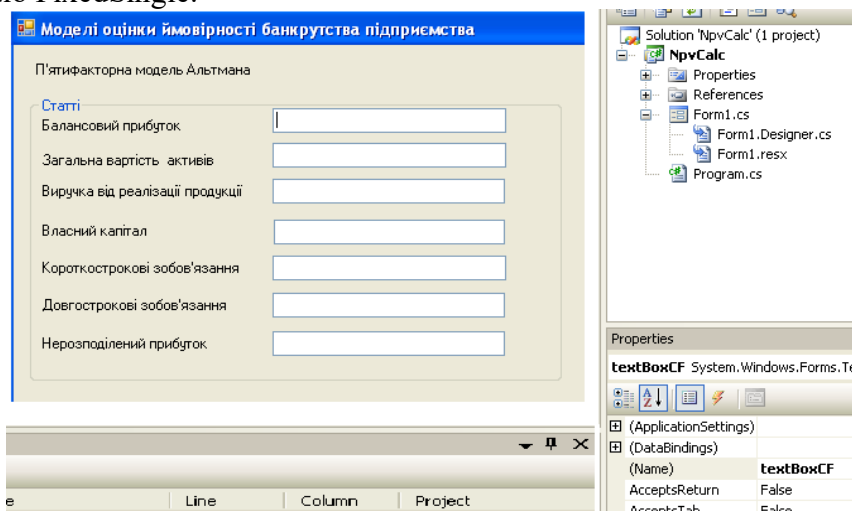 FixedSingle.
Моделі оцінки ймовірності банкрутства підприємства
П'ятифакторна модель Альтмана
Статті
Балансовий прибуток
Загальна вартість активів
Виручка від реалізації продукції
Власний капітал
Короткострокові зобов'язання
Довгострокові зобов'язання
Нерозподілений прибуток
Line Column Project
Solution 'NpvCalc' (1 project)
NpvCalc
Properties
References
Form1.cs
Form1.Designer.cs
Form1.resx
Program.cs
Properties
textBoxCF System.Windows.Forms.Te
(ApplicationSettings)
(DataBindings)
(Name) textBoxCF
AcceptsReturn False
AcceptsTab False